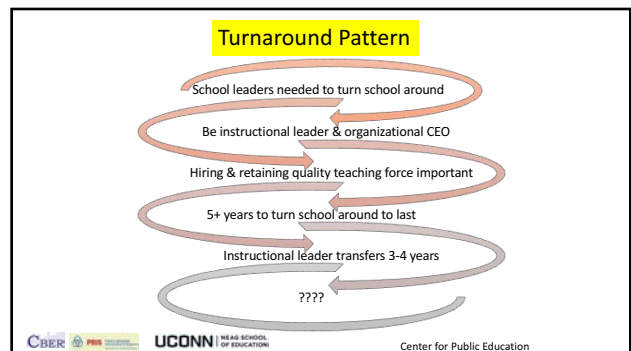 Turnaround Pattern
School leaders needed to turn school around
Be instructional leader & organizational CEO
Hiring & retaining quality teaching force important
5+ years to turn school around to last
Instructional leader transfers 3-4 years
????
CBER
PBIS
UCONN | NEAG SCHOOL
OF EDUCATION
Center for Public Education